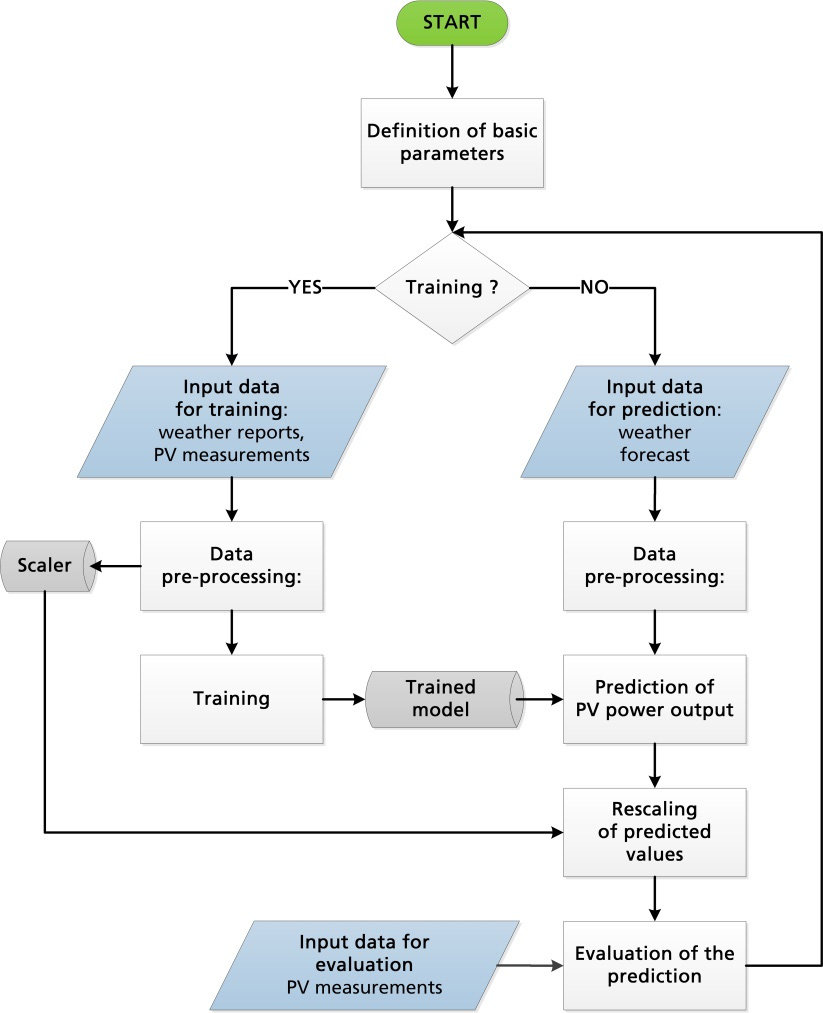 START
Definition of basic
parameters
Training ?
YES
NO
Input data
for training:
weather reports,
PV measurements
Input data
for prediction:
weather
forecast
Scaler
Data
pre-processing:
Data
pre-processing:
Training
Trained
model
Prediction of
PV power output
Rescaling
of predicted
values
Input data for
evaluation
PV measurements
Evaluation of the
prediction